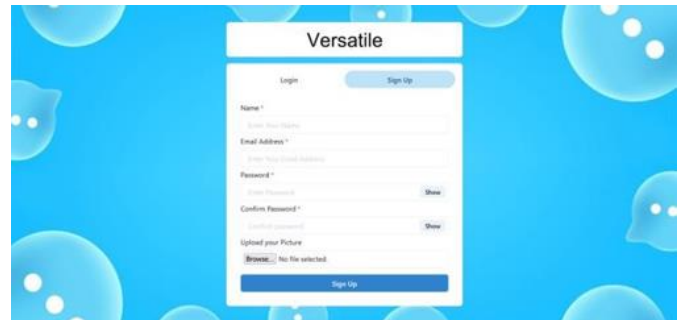 Versatile
Login Sign Up
Name *
Enter Your Name
Email Address *
Enter Your Email Address
Password *
Enter Password Show
Confirm Password *
Confirm password Show
Upload your Picture
Browse... No file selected.
Sign Up